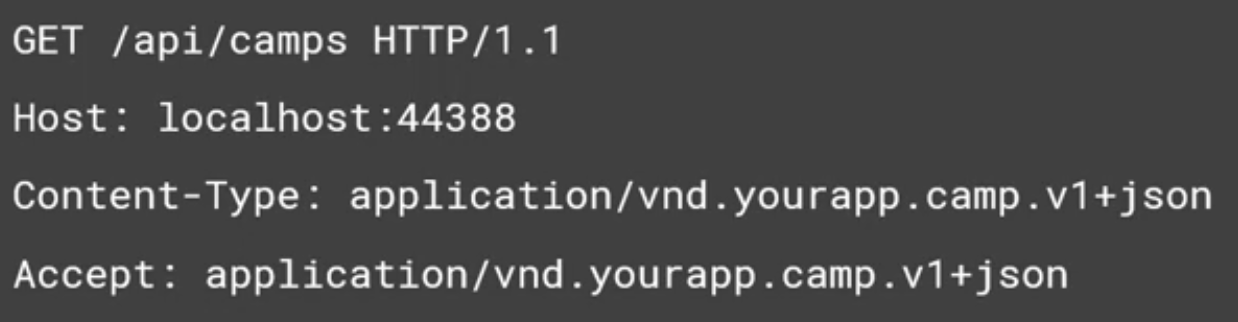 GET /api/camps HTTP/1.1
Host: localhost:44388
Content-Type: application/vnd.yourapp.camp.v1+json
Accept: application/vnd.yourapp.camp.v1+json